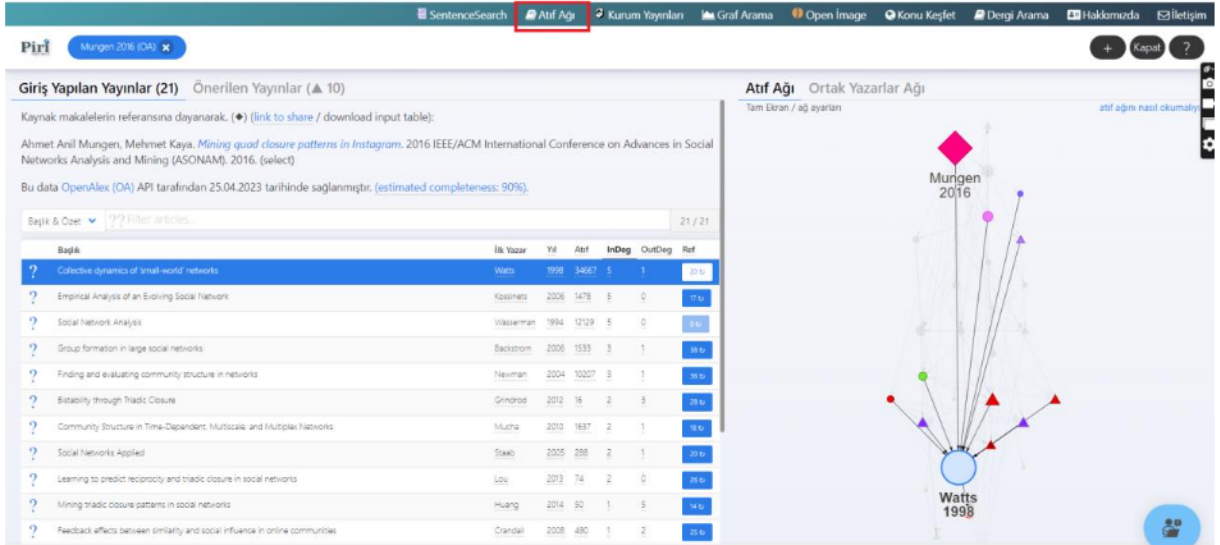 SentenceSearch Atıf Ağı Kurum Yayınları Graf Arama Open İmage Konu Keşfet Dergi Arama Hakkımızda İletişim
Piri Mungen 2016 (OA) × + Kapat ?
Giriş Yapılan Yayınlar (21) Önerilen Yayınlar (▲ 10)
Kaynak makalelerin referansına dayanarak. (◆) (link to share / download input table):
Ahmet Anil Mungen, Mehmet Kaya. Mining quad closure patterns in Instagram. 2016 IEEE/ACM International Conference on Advances in Social
Networks Analysis and Mining (ASONAM). 2016. (select)
Bu data OpenAlex (OA) API tarafından 25.04.2023 tarihinde sağlanmıştır. (estimated completeness: 90%).
Başlık & Özet ?? Filter articles... 21 / 21
Başlık İlk Yazar Yıl Atıf InDeg OutDeg Ref
? Collective dynamics of 'small-world' networks Watts 1998 34667 5 1 20
? Empirical Analysis of an Evolving Social Network Kossinets 2006 1478 5 0 17
? Social Network Analysis Wasserman 1994 12129 5 0 0
? Group formation in large social networks Backstrom 2006 1533 3 1 38
? Finding and evaluating community structure in networks Newman 2004 10207 3 1 36
? Bistability through Triadic Closure Grindrod 2012 16 2 3 28
? Community Structure in Time-Dependent, Multiscale, and Multiplex Networks Mucha 2010 1637 2 1 18
? Social Networks Applied Staab 2005 288 2 1 20
? Learning to predict reciprocity and triadic closure in social networks Lou 2013 74 2 0
? Mining triadic closure patterns in social networks Huang 2014 50 1 5 14
? Feedback effects between similarity and social influence in online communities Crandall 2008 480 1 2 25
Atıf Ağı Ortak Yazarlar Ağı
Tam Ekran / ağ ayarları atıf ağını nasıl
Mungen
2016
Watts
1998